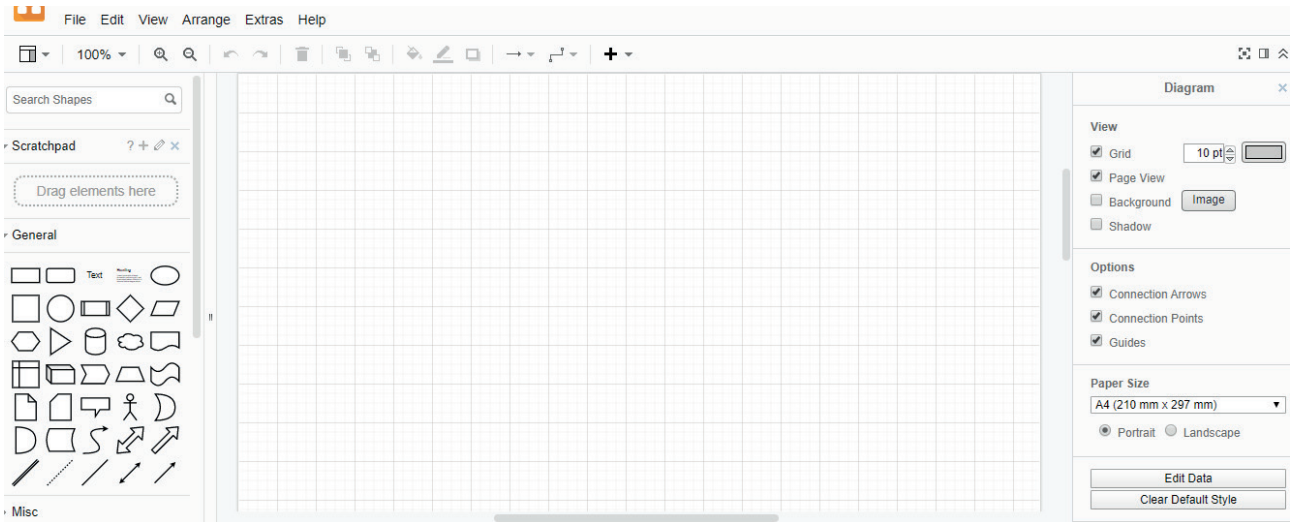 File Edit View Arrange Extras Help
100%
Search Shapes
Scratchpad ?
Drag elements here
General
Text
Misc
Diagram
View
Grid 10 pt
Page View
Background Image
Shadow
Options
Connection Arrows
Connection Points
Guides
Paper Size
A4 (210 mm x 297 mm)
Portrait Landscape
Edit Data
Clear Default Style